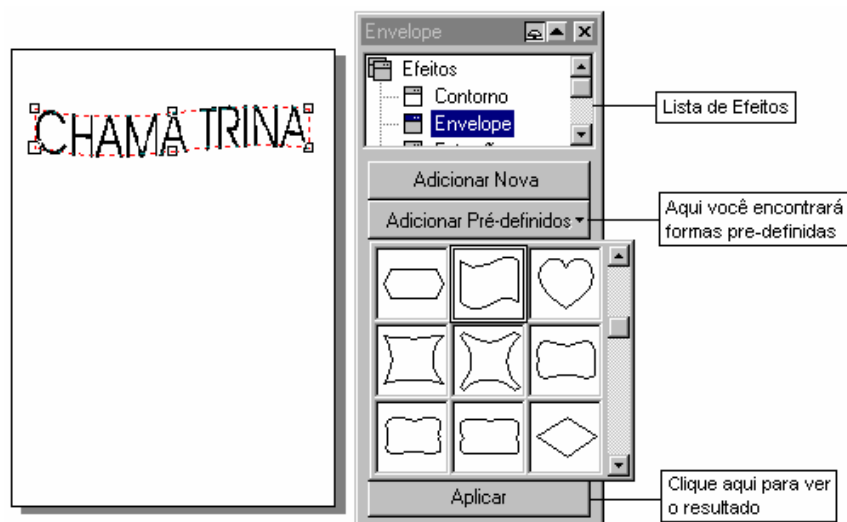 CHAMA TRINA
Envelope
Efeitos
Contorno
Envelope
Lista de Efeitos
Adicionar Nova
Adicionar Pré-definidos
Aqui você encontrará
formas pre-definidas
Aplicar
Clique aqui para ver
o resultado